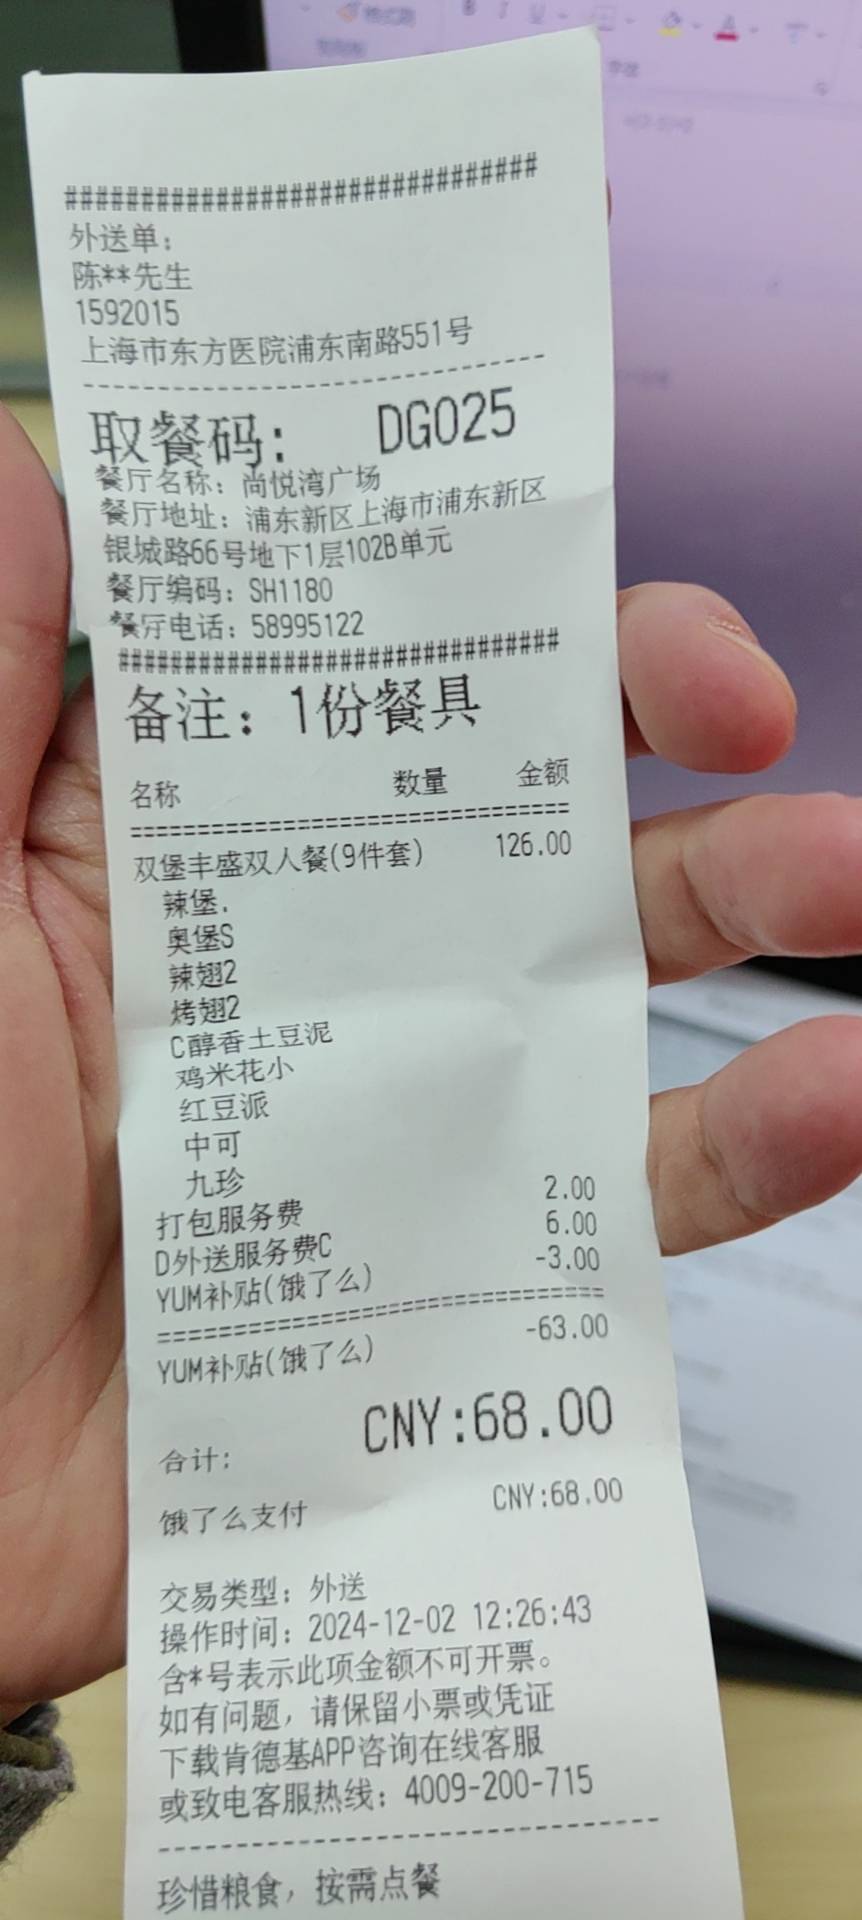 ##############################
外送单：
陈**先生
1592015
上海市东方医院浦东南路551号
--------------------------------
取餐码： DG025
餐厅名称：尚悦湾广场
餐厅地址：浦东新区上海市浦东新区
银城路66号地下1层102B单元
餐厅编码：SH1180
餐厅电话：58995122
##############################
备注：1份餐具
名称 数量 金额
================================
双堡丰盛双人餐(9件套) 126.00
辣堡.
奥堡S
辣翅2
烤翅2
C醇香土豆泥
鸡米花小
红豆派
中可
九珍
打包服务费 2.00
D外送服务费C 6.00
YUM补贴(饿了么) -3.00
================================
YUM补贴(饿了么) -63.00
合计： CNY:68.00
饿了么支付 CNY:68.00
交易类型：外送
操作时间：2024-12-02 12:26:43
含*号表示此项金额不可开票。
如有问题，请保留小票或凭证
下载肯德基APP咨询在线客服
或致电客服热线：4009-200-715
--------------------------------
珍惜粮食，按需点餐